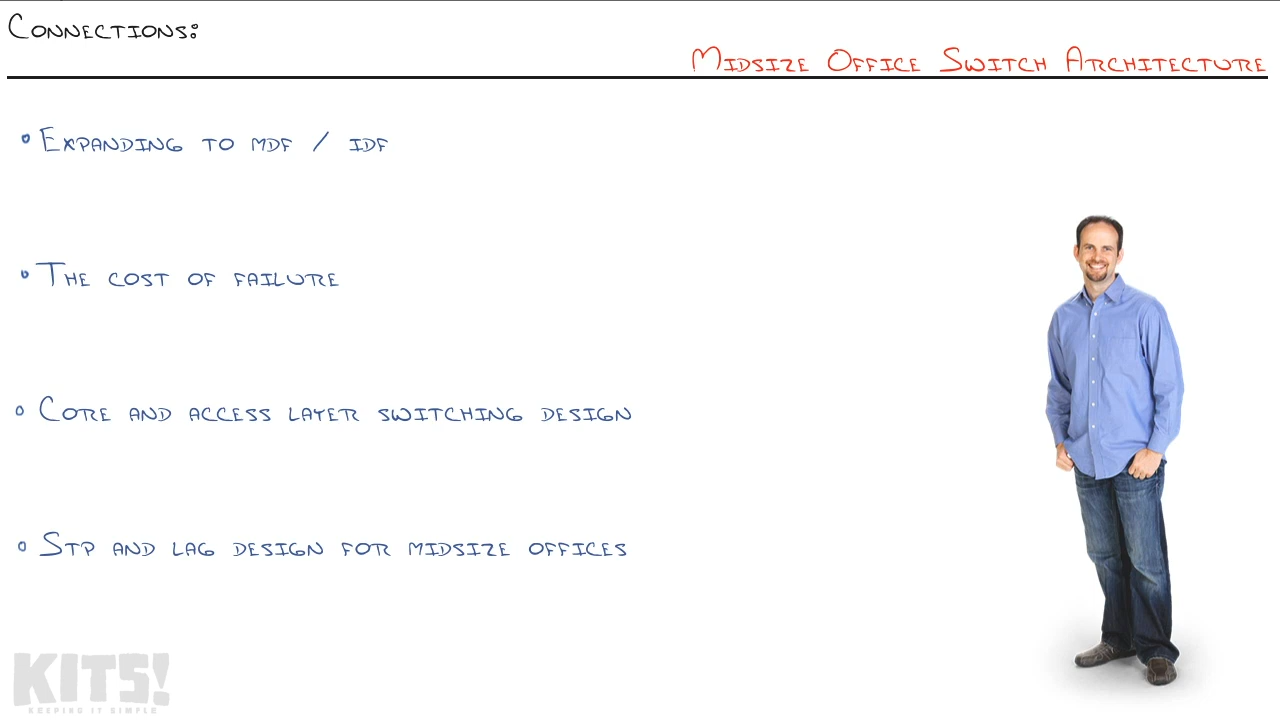 Connections:
Midsize Office Switch Architecture
• Expanding to MDF / IDF
• The cost of failure
• Core and access layer switching design
• STP and LAG design for midsize offices
KITS!
KEEPING IT SIMPLE